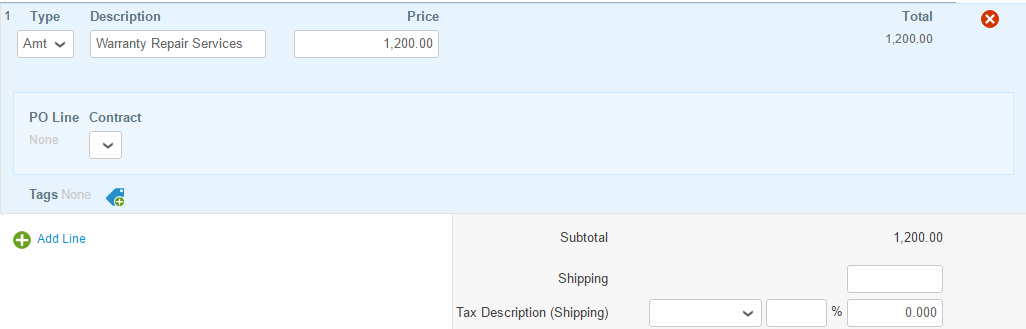 1 Type Description Price Total
Amt Warranty Repair Services 1,200.00 1,200.00
PO Line Contract
None
Tags None
Add Line
Subtotal 1,200.00
Shipping
Tax Description (Shipping) % 0.000